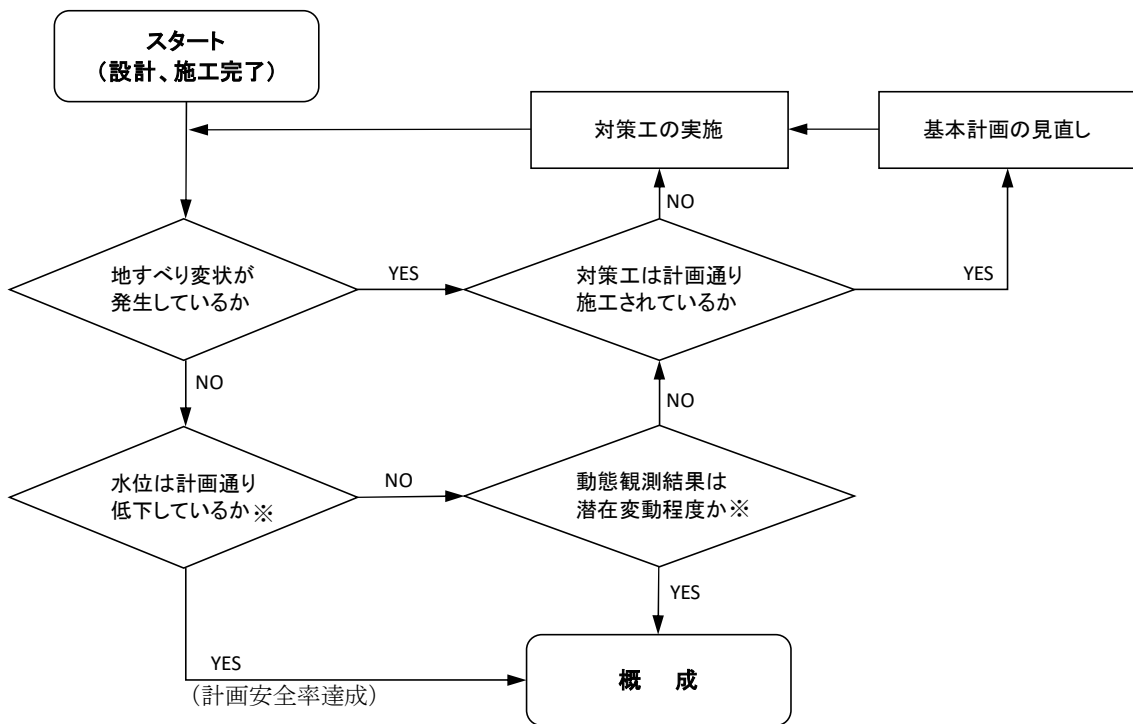 スタート
（設計、施工完了）
対策工の実施
基本計画の見直し
NO
地すべり変状が
発生しているか
YES
対策工は計画通り
施工されているか
YES
NO
NO
水位は計画通り
低下しているか※
NO
動態観測結果は
潜在変動程度か※
YES
YES
（計画安全率達成）
概 成